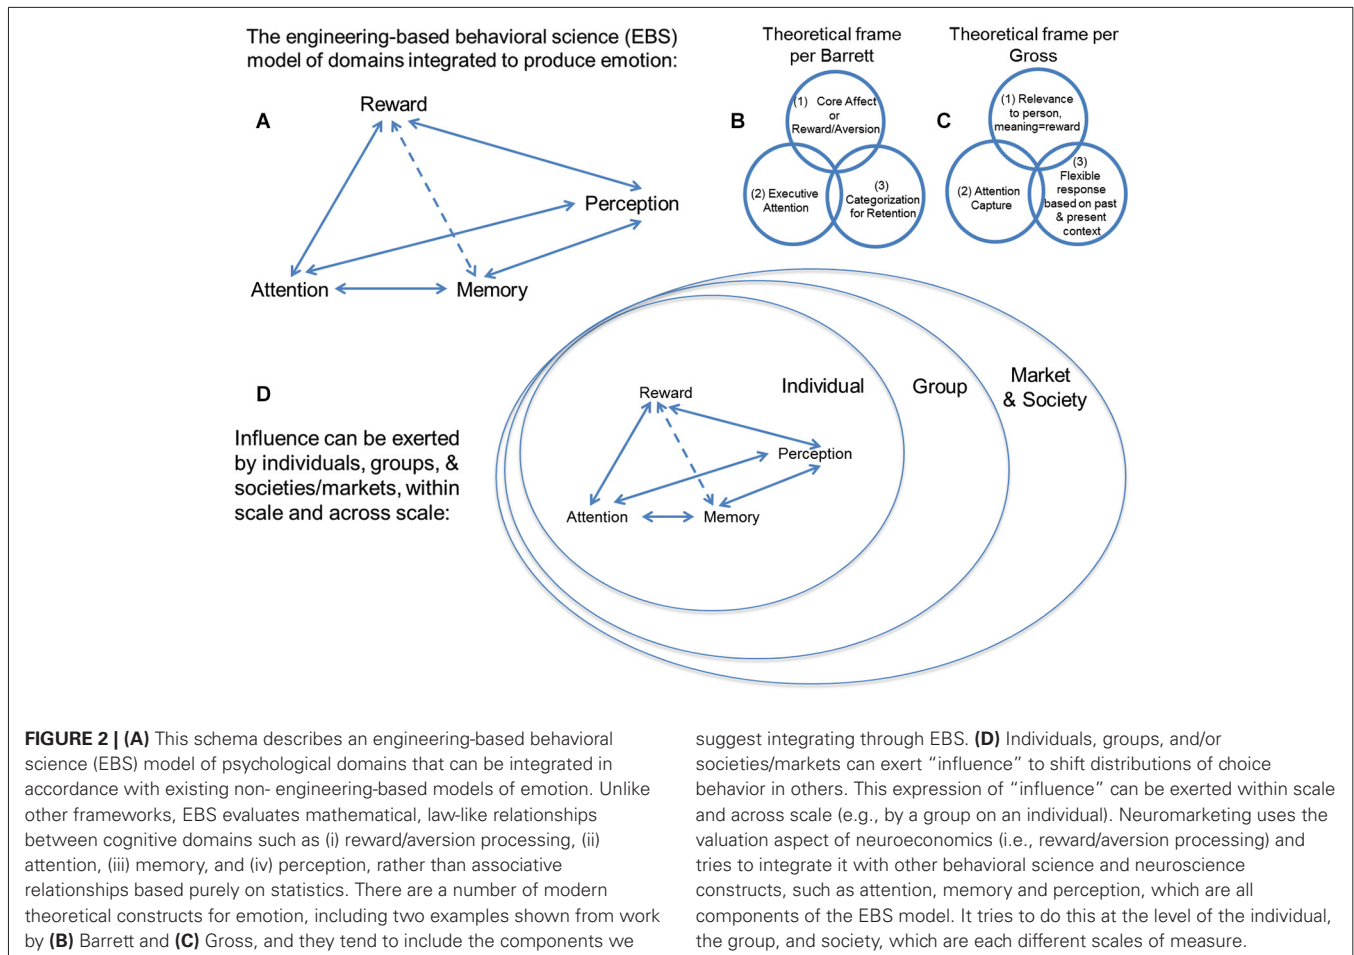 The engineering-based behavioral science (EBS)
model of domains integrated to produce emotion:
A
Reward
Perception
Attention
Memory
Theoretical frame
per Barrett
B
(1) Core Affect
or
Reward/Aversion
(2) Executive
Attention
(3)
Categorization
for Retention
Theoretical frame per
Gross
C
(1) Relevance
to person,
meaning=reward
(2) Attention
Capture
(3)
Flexible
response
based on past
& present
context
D
Influence can be exerted
by individuals, groups, &
societies/markets, within
scale and across scale:
Reward
Perception
Attention
Memory
Individual
Group
Market
& Society
FIGURE 2 | (A) This schema describes an engineering-based behavioral
science (EBS) model of psychological domains that can be integrated in
accordance with existing non- engineering-based models of emotion. Unlike
other frameworks, EBS evaluates mathematical, law-like relationships
between cognitive domains such as (i) reward/aversion processing, (ii)
attention, (iii) memory, and (iv) perception, rather than associative
relationships based purely on statistics. There are a number of modern
theoretical constructs for emotion, including two examples shown from work
by (B) Barrett and (C) Gross, and they tend to include the components we
suggest integrating through EBS. (D) Individuals, groups, and/or
societies/markets can exert “influence” to shift distributions of choice
behavior in others. This expression of “influence” can be exerted within scale
and across scale (e.g., by a group on an individual). Neuromarketing uses the
valuation aspect of neuroeconomics (i.e., reward/aversion processing) and
tries to integrate it with other behavioral science and neuroscience
constructs, such as attention, memory and perception, which are all
components of the EBS model. It tries to do this at the level of the individual,
the group, and society, which are each different scales of measure.